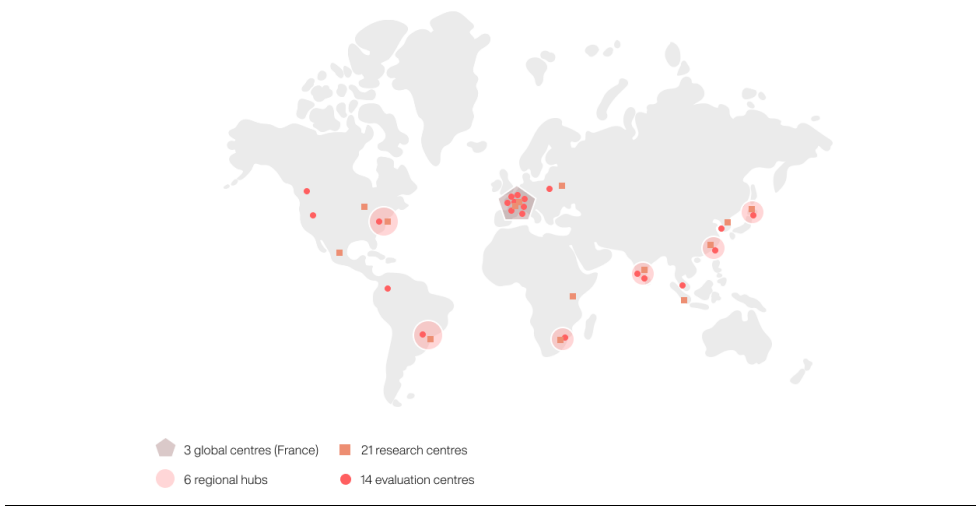 3 global centres (France)
21 research centres
6 regional hubs
14 evaluation centres